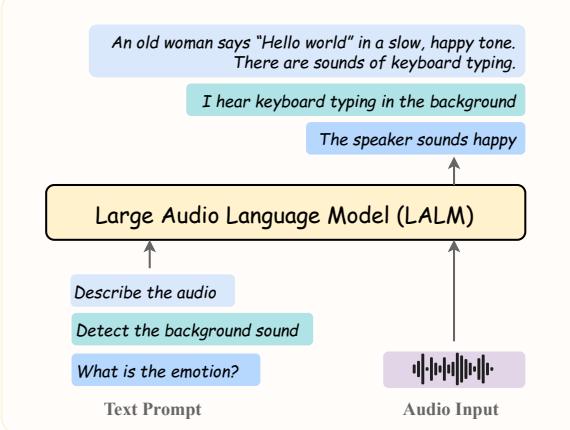 An old woman says “Hello world” in a slow, happy tone.
There are sounds of keyboard typing.
I hear keyboard typing in the background
The speaker sounds happy
Large Audio Language Model (LALM)
Describe the audio
Detect the background sound
What is the emotion?
Text Prompt
Audio Input